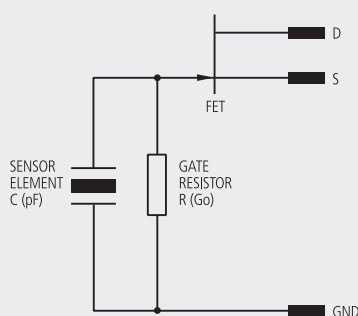 D
S
FET
SENSOR
ELEMENT
C (pF)
GATE
RESISTOR
R (Go)
GND